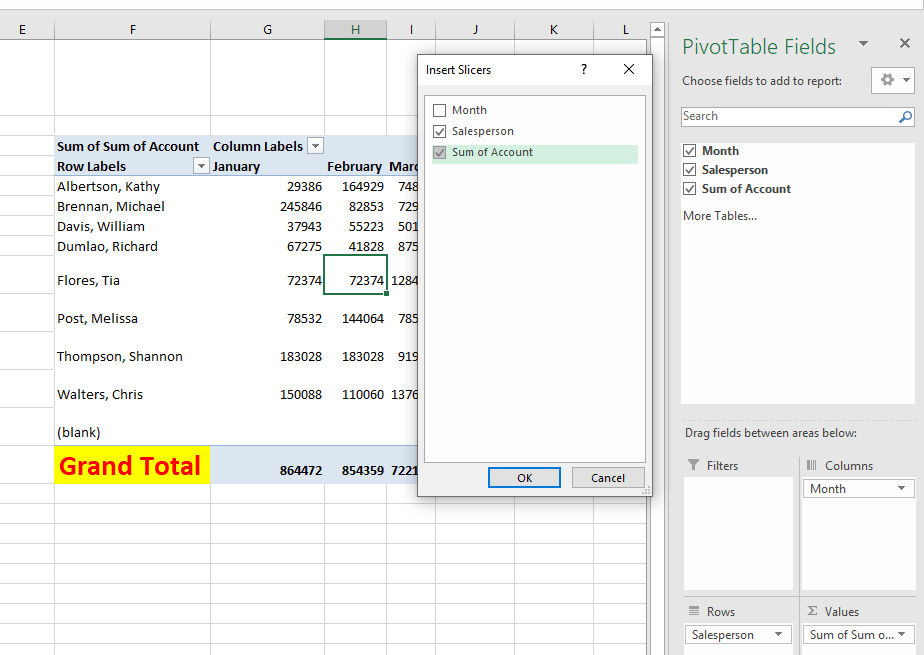 E F G H I J K L
Sum of Sum of Account Column Labels
Row Labels January February Marc
Albertson, Kathy 29386 164929 748
Brennan, Michael 245846 82853 729
Davis, William 37943 55223 501
Dumlao, Richard 67275 41828 875
Flores, Tia 72374 72374 1284
Post, Melissa 78532 144064 785
Thompson, Shannon 183028 183028 919
Walters, Chris 150088 110060 1376
(blank)
Grand Total 864472 854359 7221
Insert Slicers ?
Month
Salesperson
Sum of Account
OK Cancel
PivotTable Fields
Choose fields to add to report:
Search
Month
Salesperson
Sum of Account
More Tables...
Drag fields between areas below:
Filters Columns
Month
Rows Σ Values
Salesperson Sum of Sum o...